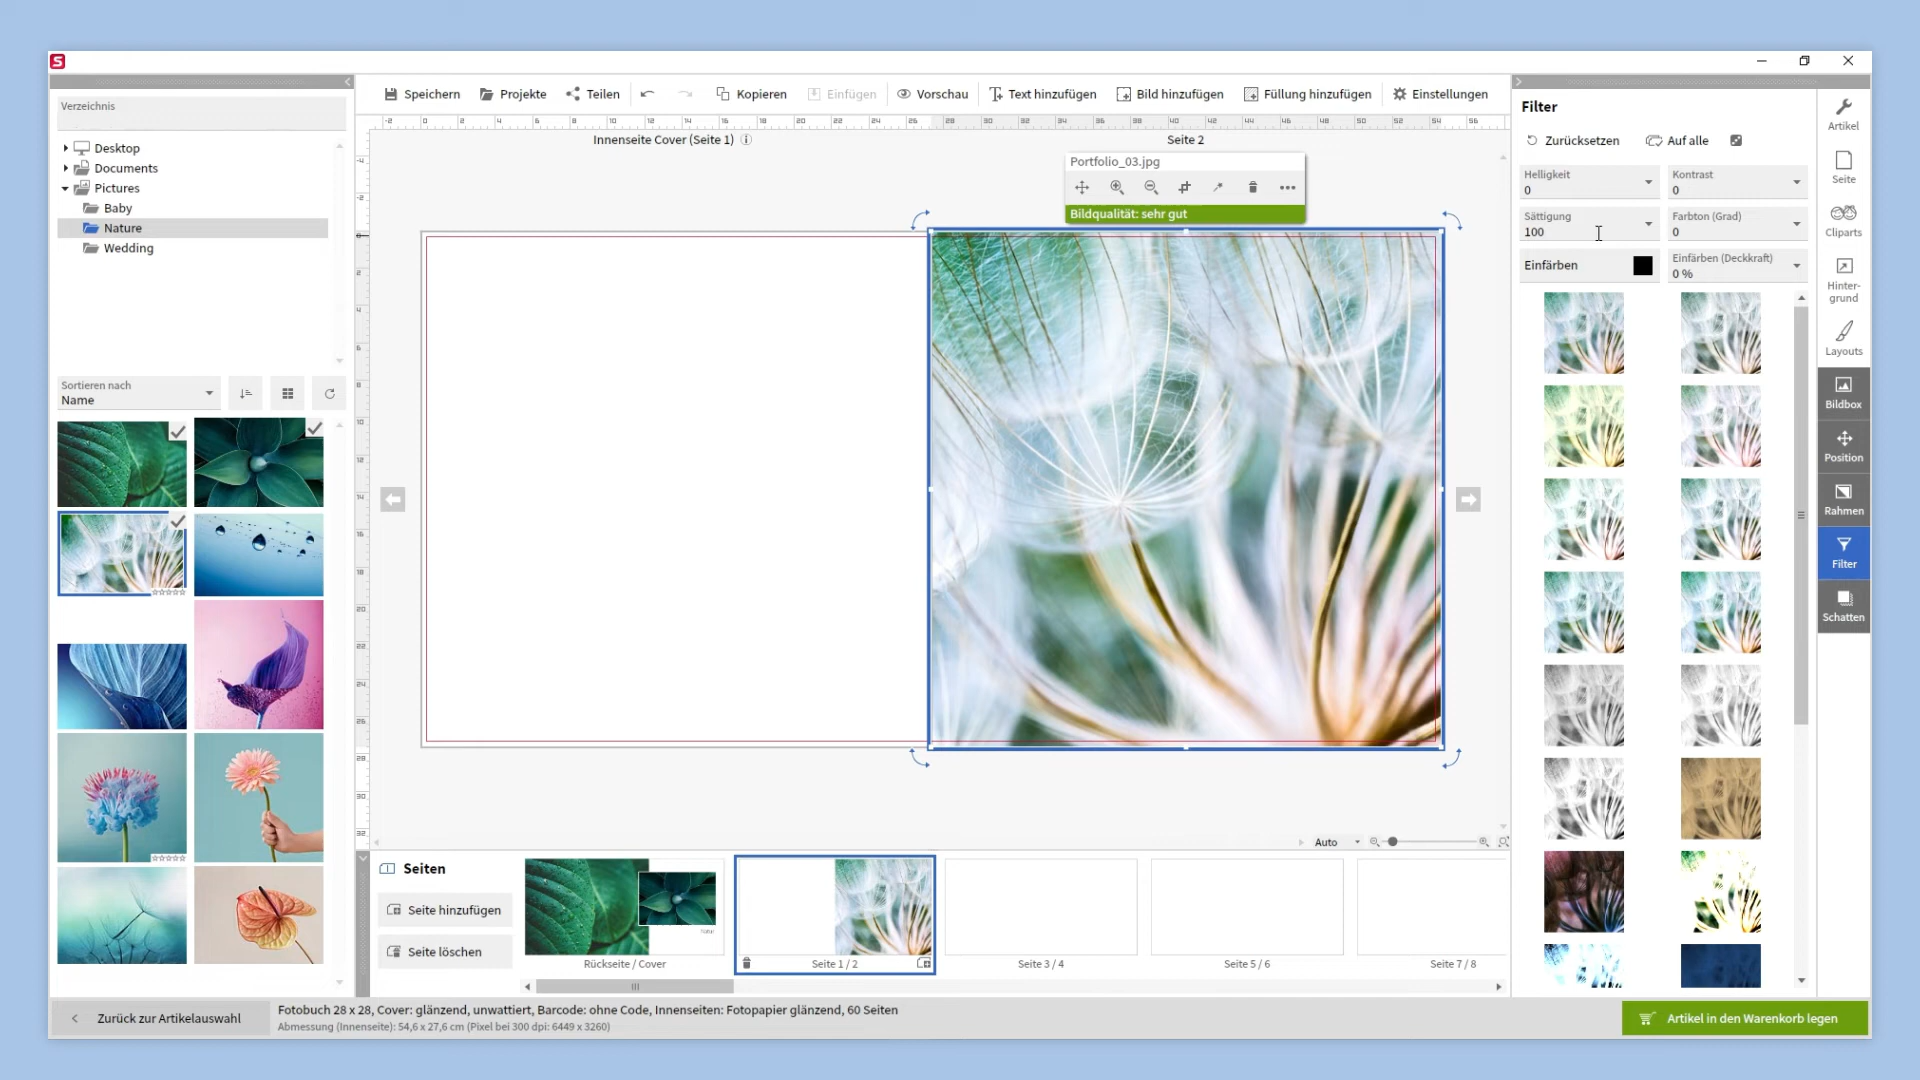 S
Verzeichnis
Desktop
Documents
Pictures
Baby
Nature
Wedding
Sortieren nach
Name
Speichern
Projekte
Teilen
Kopieren
Einfügen
Vorschau
Text hinzufügen
Bild hinzufügen
Füllung hinzufügen
Einstellungen
Innenseite Cover (Seite 1)
Seite 2
Portfolio_03.jpg
Bildqualität: sehr gut
Auto
Seiten
Seite hinzufügen
Seite löschen
Rückseite / Cover
Seite 1 / 2
Seite 3 / 4
Seite 5 / 6
Seite 7 / 8
Filter
Zurücksetzen
Auf alle
Helligkeit
0
Kontrast
0
Sättigung
100
Farbton (Grad)
0
Einfärben
Einfärben (Deckkraft)
0 %
Artikel
Seite
Cliparts
Hinter-
grund
Layouts
Bildbox
Position
Rahmen
Filter
Schatten
Zurück zur Artikelauswahl
Fotobuch 28 x 28, Cover: glänzend, unwattiert, Barcode: ohne Code, Innenseiten: Fotopapier glänzend, 60 Seiten
Abmessung (Innenseite): 54,6 x 27,6 cm (Pixel bei 300 dpi: 6449 x 3260)
Artikel in den Warenkorb legen